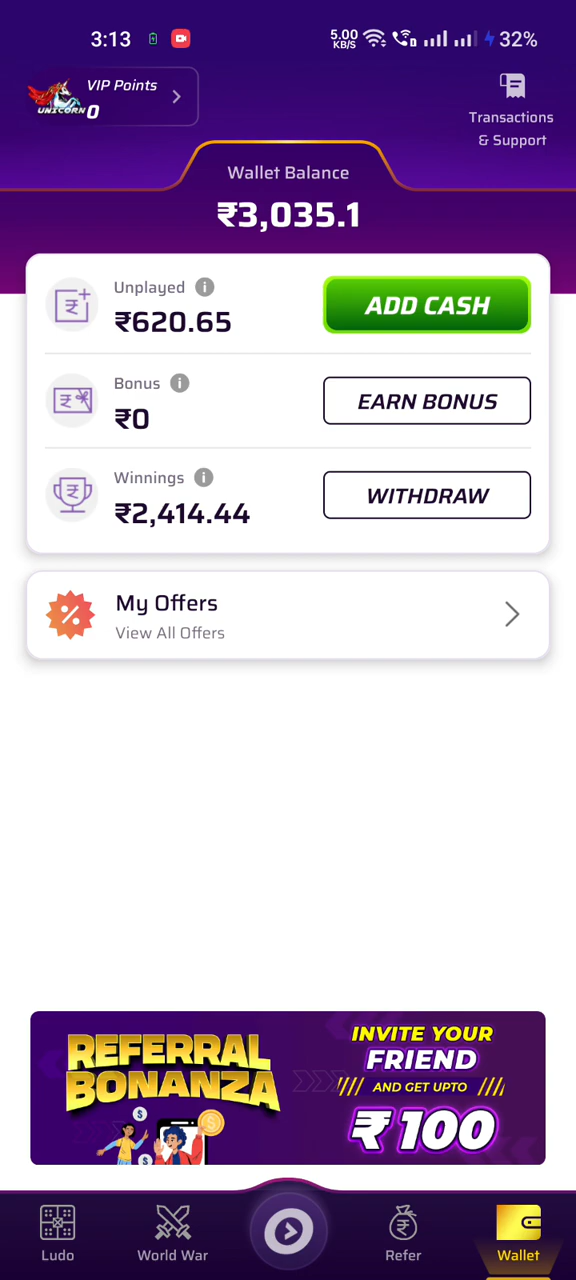 3:13
5.00 KB/S
32%
VIP Points
UNICORN 0
Transactions
& Support
Wallet Balance
₹3,035.1
Unplayed
₹620.65
ADD CASH
Bonus
₹0
EARN BONUS
Winnings
₹2,414.44
WITHDRAW
My Offers
View All Offers
REFERRAL
BONANZA
INVITE YOUR
FRIEND
AND GET UPTO
₹100
Ludo
World War
Refer
Wallet